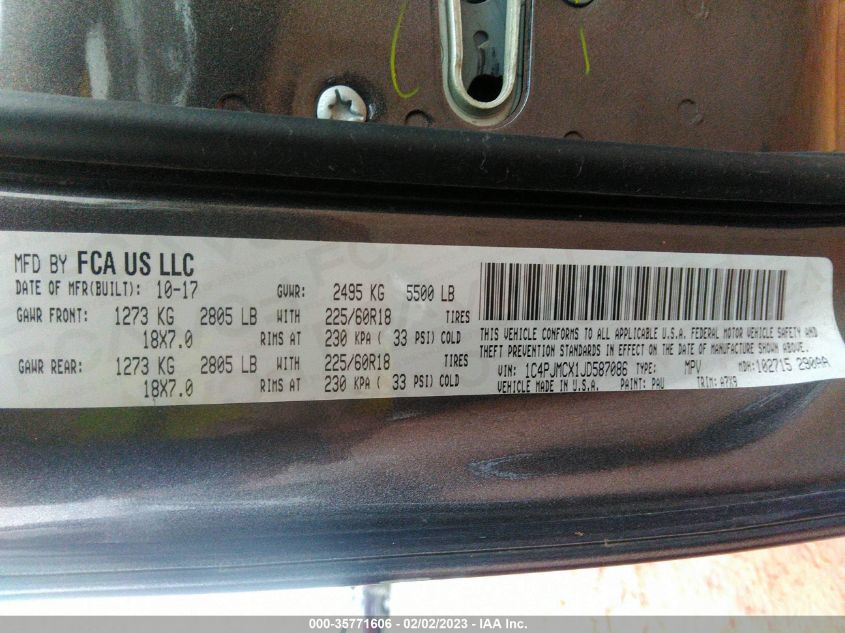 MFD BY FCA US LLC
DATE OF MFR(BUILT): 10-17 GVWR: 2495 KG 5500 LB
GAWR FRONT: 1273 KG 2805 LB WITH 225/60R18 TIRES
18X7.0 RIMS AT 230 KPA ( 33 PSI) COLD
GAWR REAR: 1273 KG 2805 LB WITH 225/60R18 TIRES
18X7.0 RIMS AT 230 KPA ( 33 PSI) COLD
THIS VEHICLE CONFORMS TO ALL APPLICABLE U.S.A. FEDERAL MOTOR VEHICLE SAFETY AND
THEFT PREVENTION STANDARDS IN EFFECT ON THE DATE OF MANUFACTURE SHOWN ABOVE.
VIN: 1C4PJMCX1JD587086 TYPE: MPV MDH: 102715 290AA
VEHICLE MADE IN U.S.A. PAINT: PAU TRIM: APX9
000-35771606 - 02/02/2023 - IAA Inc.